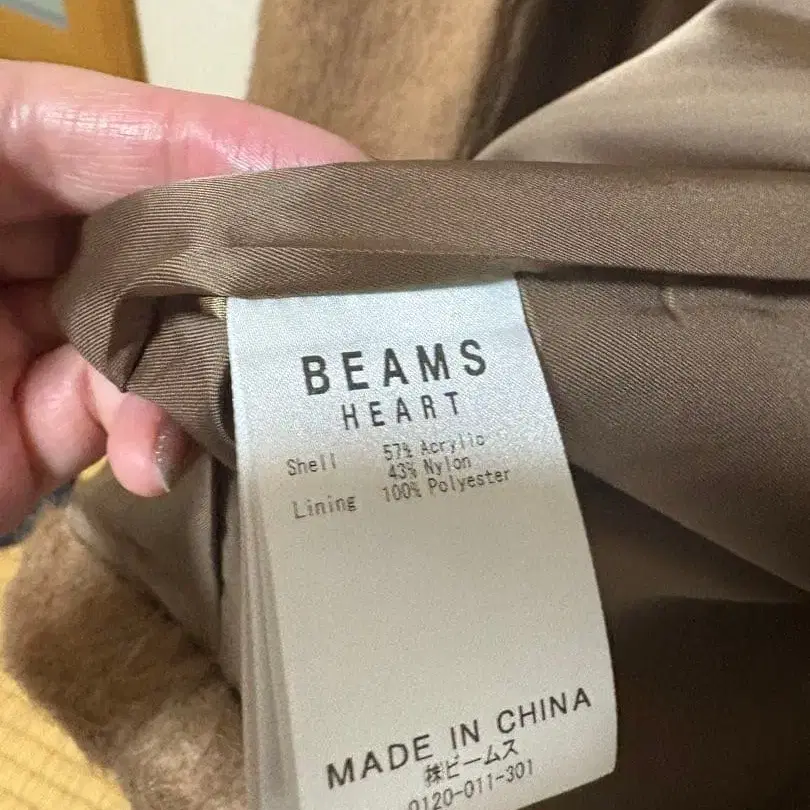 BEAMS
HEART
Shell 57% Acrylic
43% Nylon
Lining 100% Polyester
MADE IN CHINA
株ビームス
0120-011-301